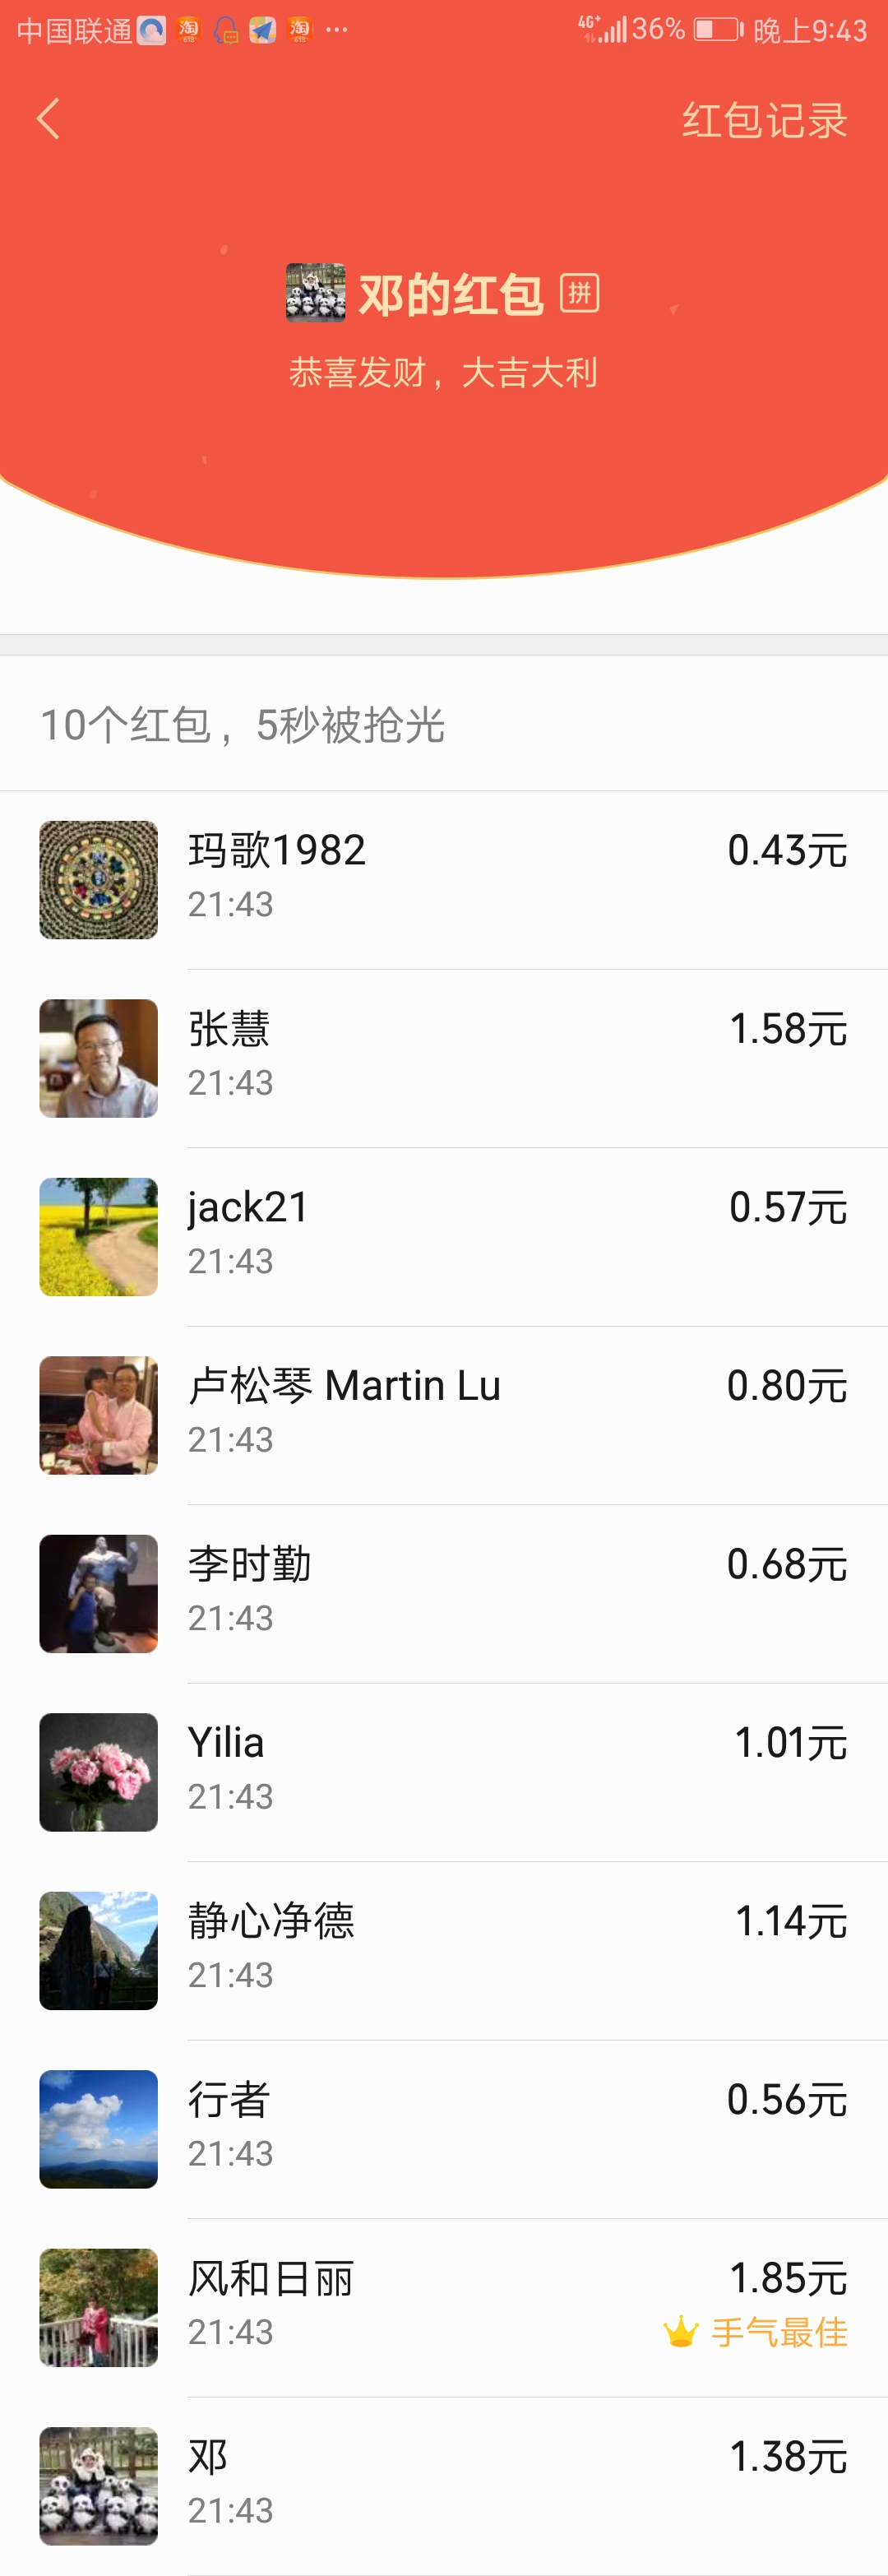 中国联通 淘 618 淘 618 ··· 4G+ 36% 晚上9:43
红包记录
邓的红包 拼
恭喜发财，大吉大利
10个红包，5秒被抢光
玛歌1982 0.43元
21:43
张慧 1.58元
21:43
jack21 0.57元
21:43
卢松琴 Martin Lu 0.80元
21:43
李时勤 0.68元
21:43
Yilia 1.01元
21:43
静心净德 1.14元
21:43
行者 0.56元
21:43
风和日丽 1.85元
21:43 手气最佳
邓 1.38元
21:43